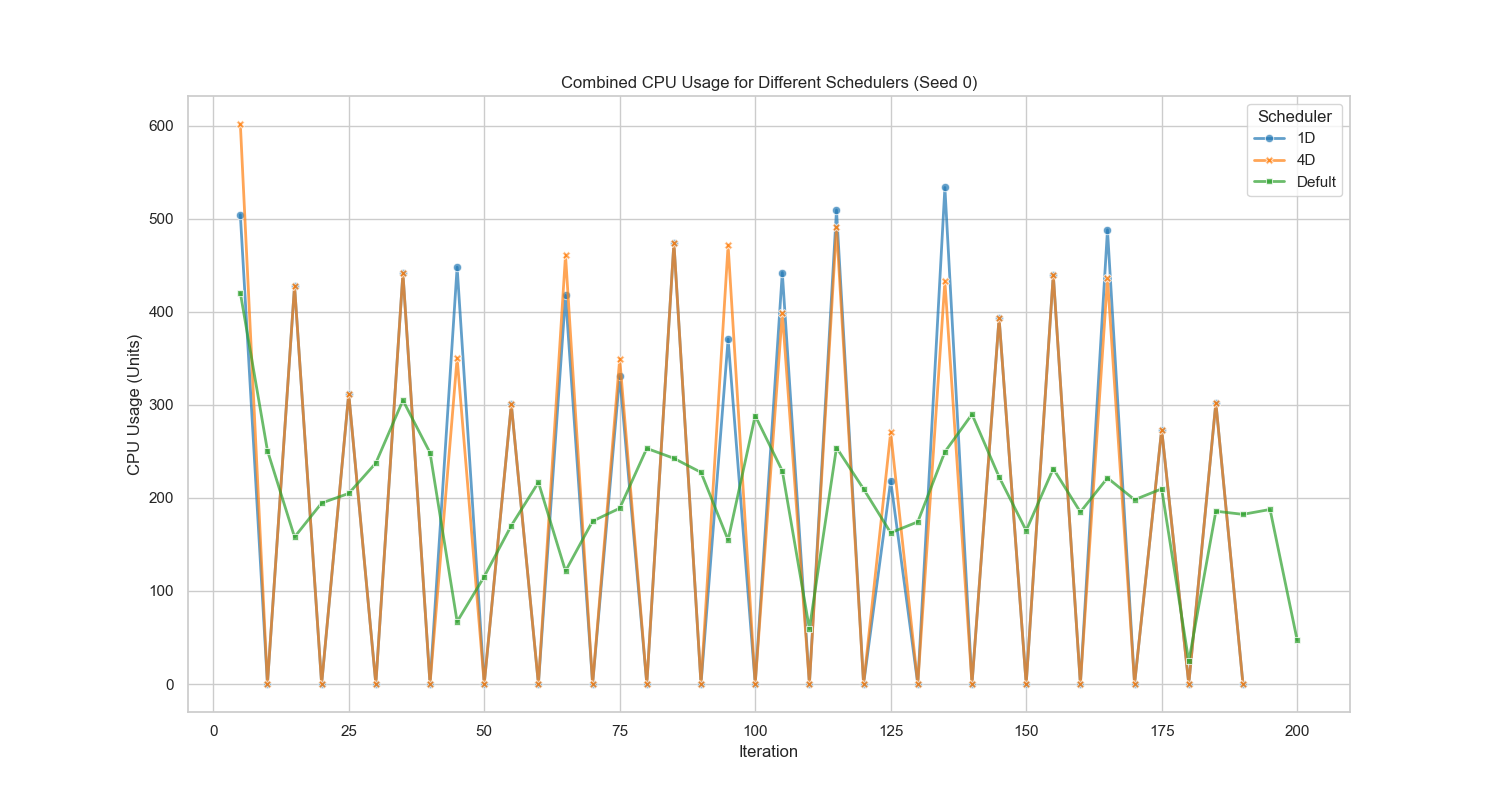 Combined CPU Usage for Different Schedulers (Seed 0)
Scheduler
1D
4D
Defult
CPU Usage (Units)
600
500
400
300
200
100
0
0 25 50 75 100 125 150 175 200
Iteration